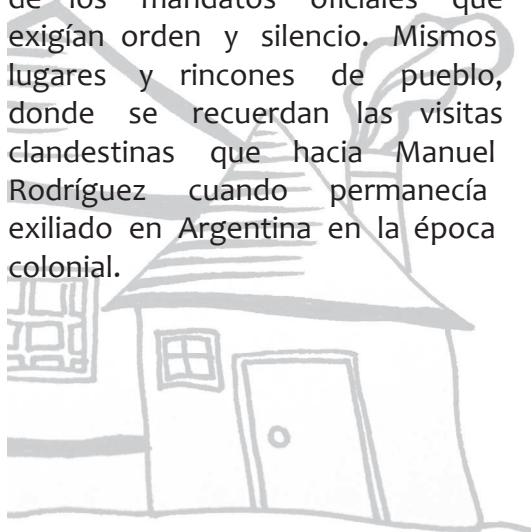 de los mandatos oficiales que
exigían orden y silencio. Mismos
lugares y rincones de pueblo,
donde se recuerdan las visitas
clandestinas que hacia Manuel
Rodríguez cuando permanecía
exiliado en Argentina en la época
colonial.